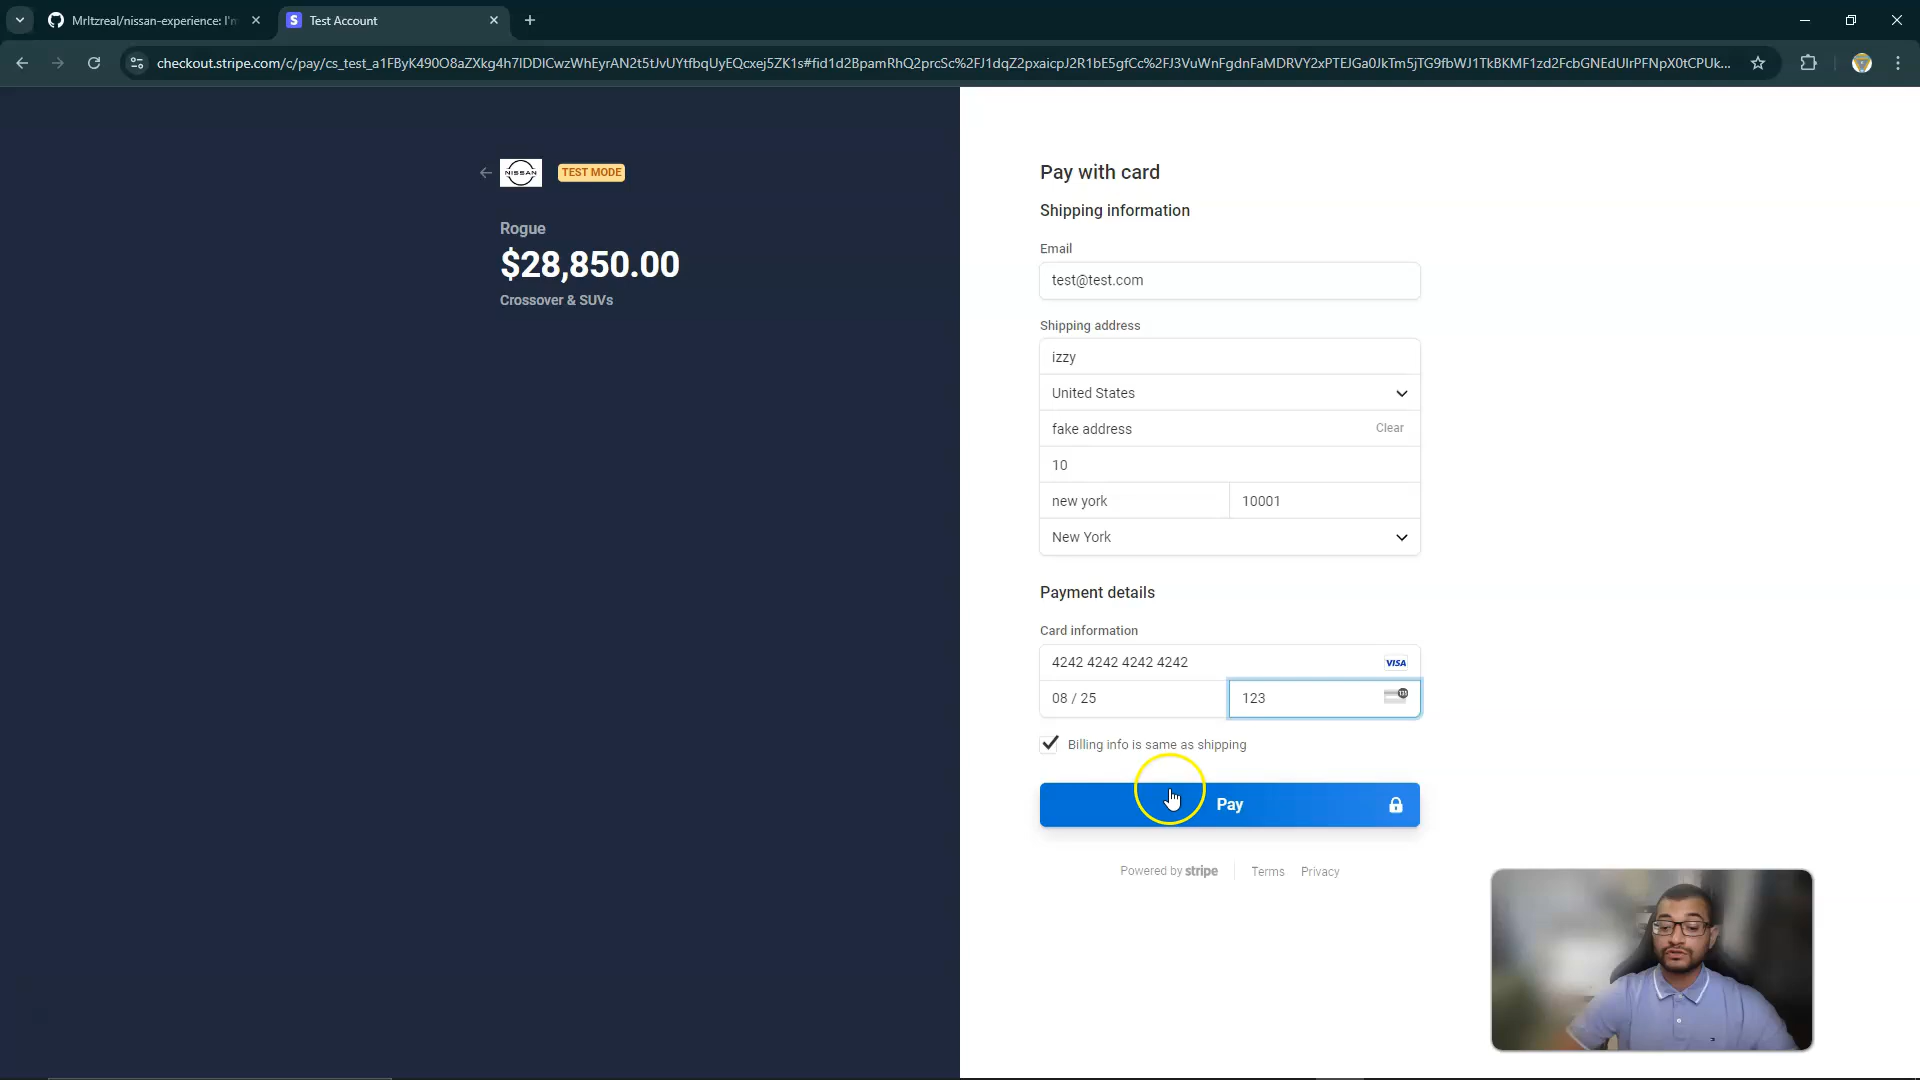 MrItzreal/nissan-experience: I'm
Test Account
checkout.stripe.com/c/pay/cs_test_a1FByK490O8aZXkg4h7IDDlCwzWhEyrAN2t5tJvUYtfbqUyEQcxej5ZK1s#fid1d2BpamRhQ2prcSc%2FJ1dqZ2pxaicpJ2R1bE5gfCc%2FJ3VuWnFgdnFaMDRVY2xPTEJGa0JkTm5jTG9fbWJ1TkBKMF1zd2FcbGNEdUlrPFNpX0tCPUk...
NISSAN
TEST MODE
Rogue
$28,850.00
Crossover & SUVs
Pay with card
Shipping information
Email
test@test.com
Shipping address
izzy
United States
fake address Clear
10
new york 10001
New York
Payment details
Card information
4242 4242 4242 4242 VISA
08 / 25 123
Billing info is same as shipping
Pay
Powered by stripe Terms Privacy